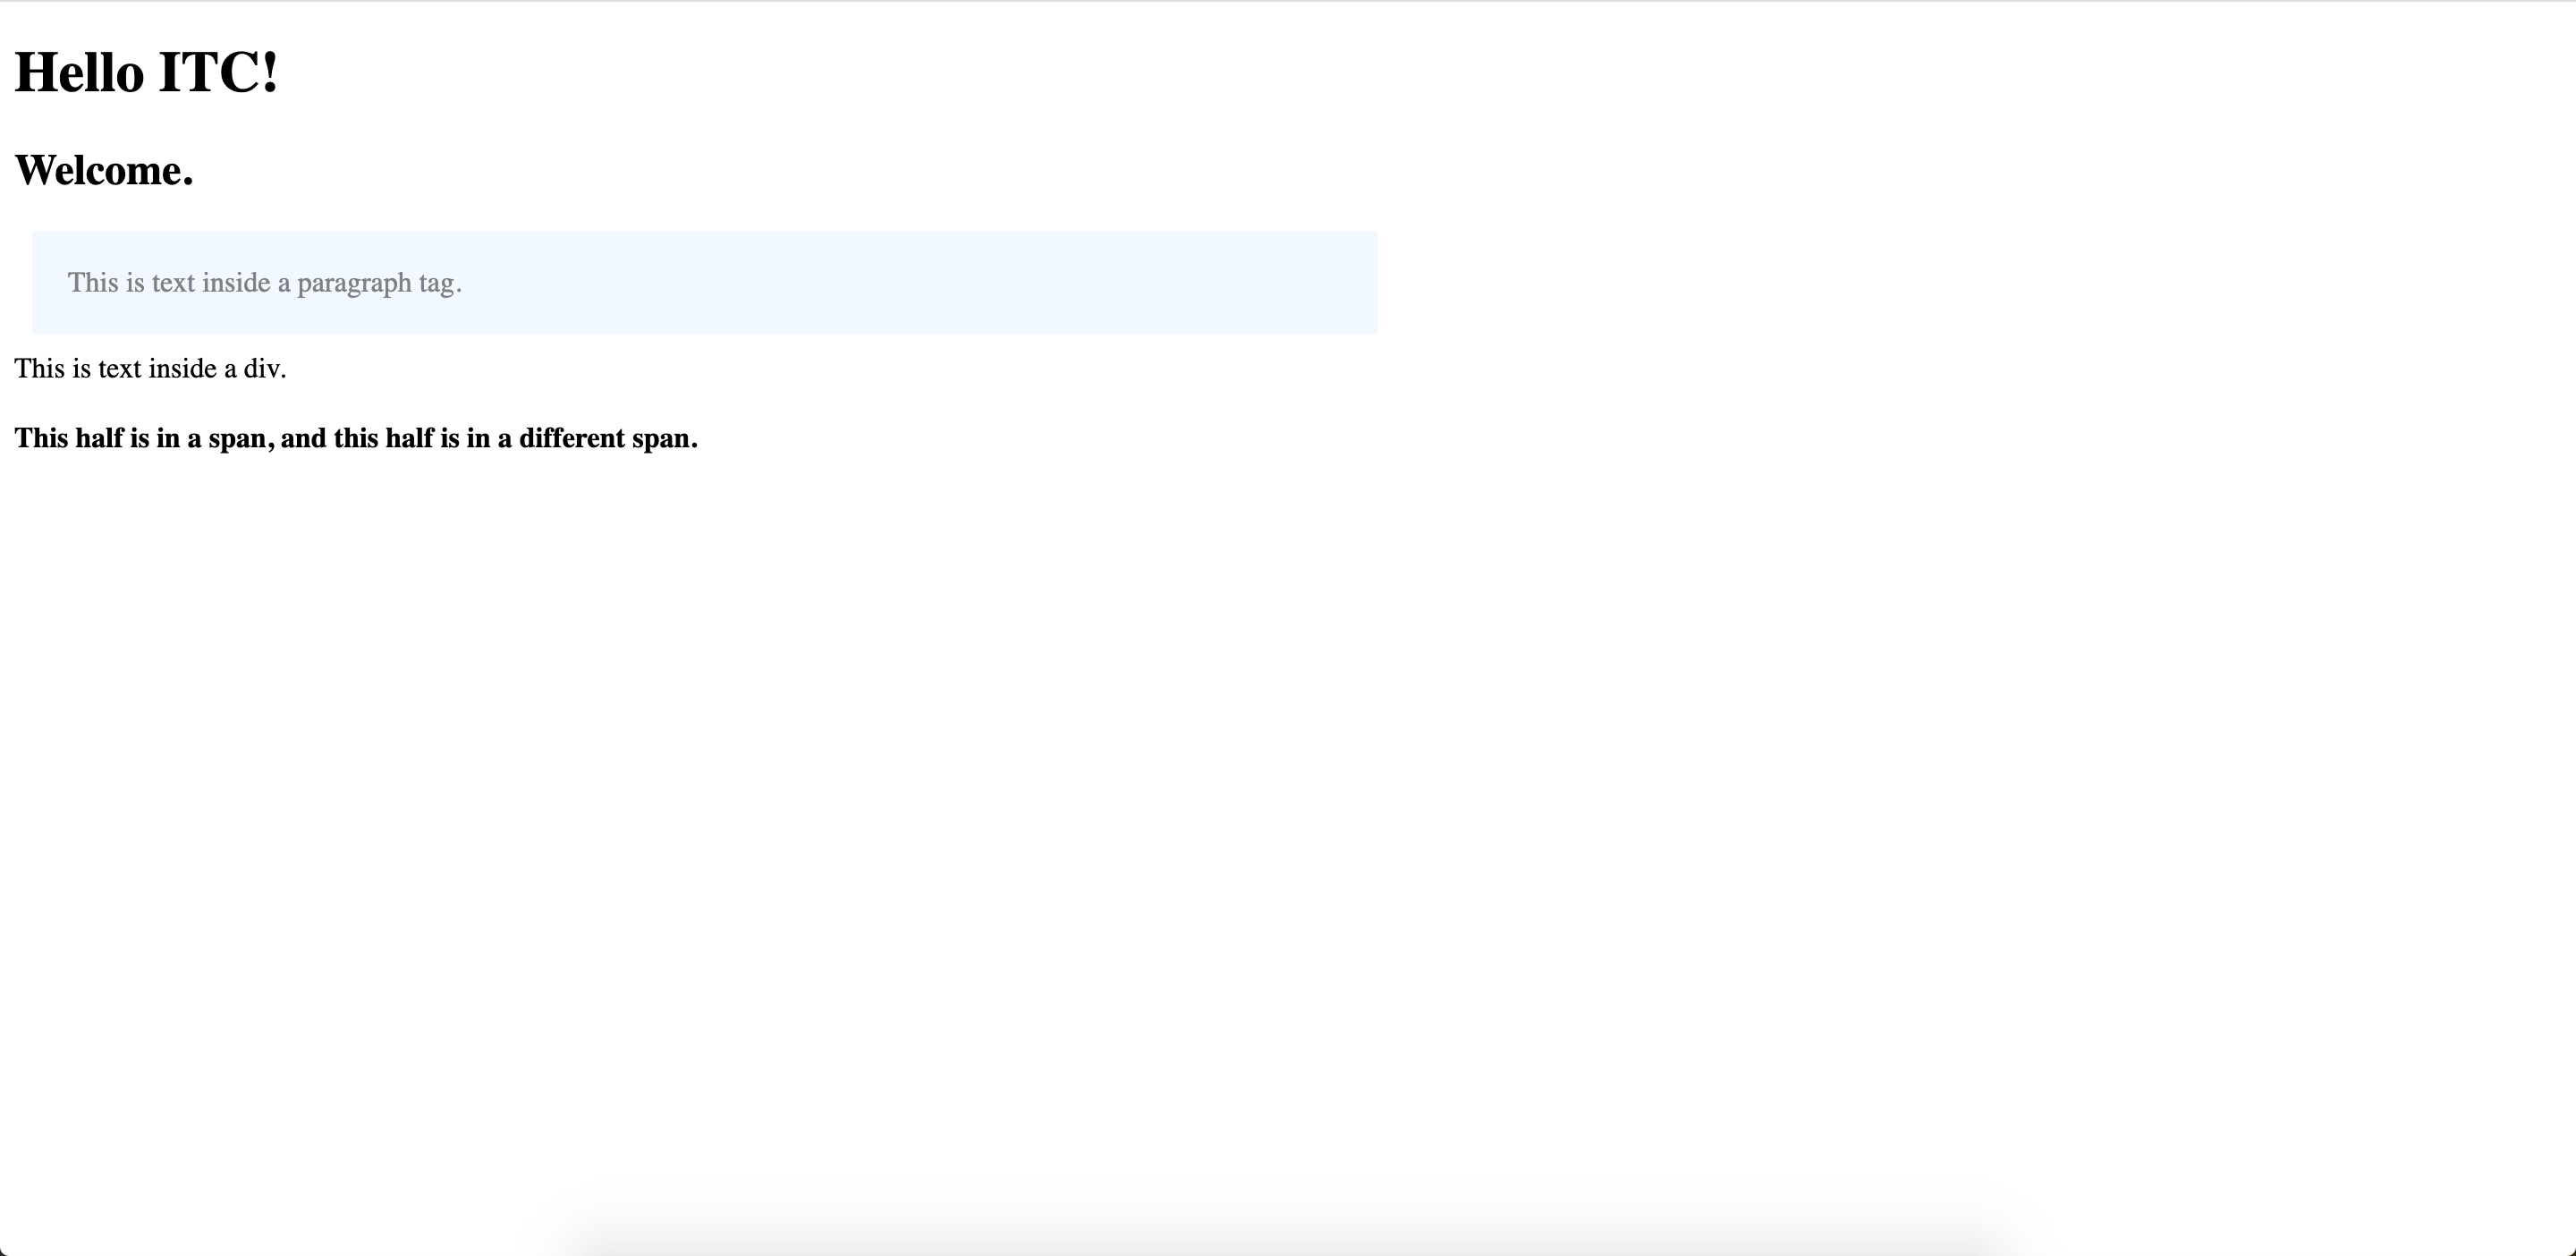 Hello ITC!
Welcome.
This is text inside a paragraph tag.
This is text inside a div.
This half is in a span, and this half is in a different span.